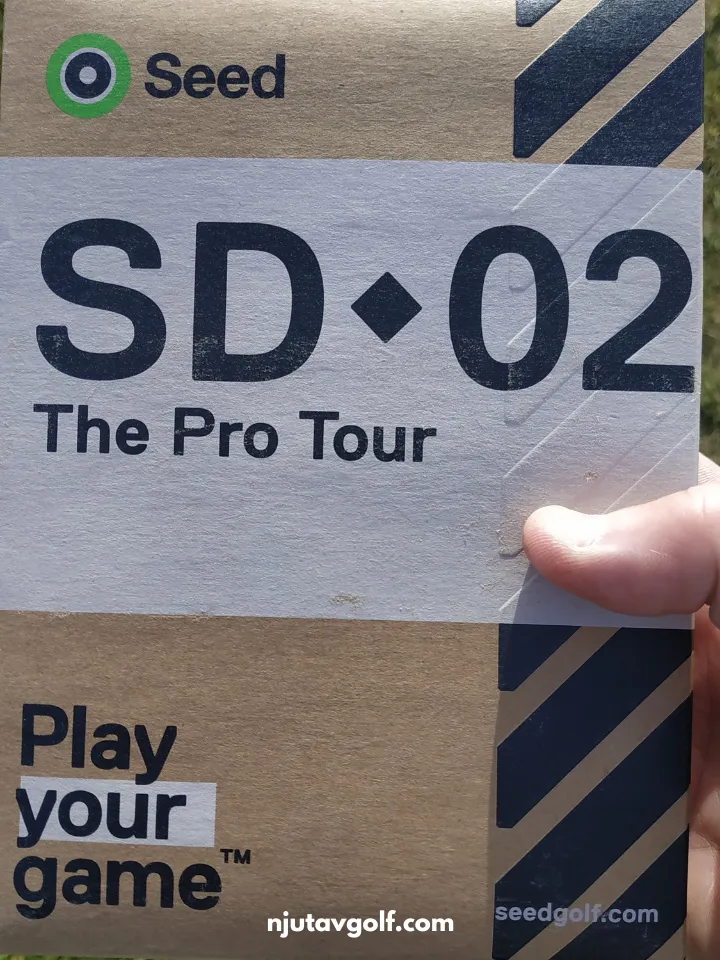 Seed
SD◆02
The Pro Tour
Play
your
game™
njutavgolf.com
seedgolf.com